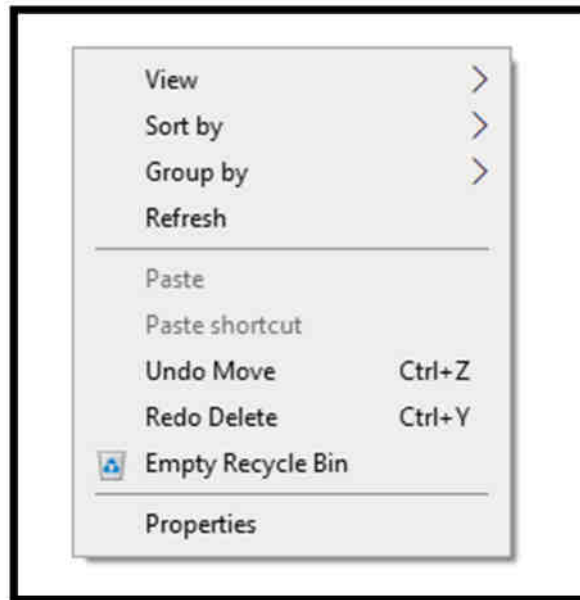 View
Sort by
Group by
Refresh
Paste
Paste shortcut
Undo Move Ctrl+Z
Redo Delete Ctrl+Y
Empty Recycle Bin
Properties